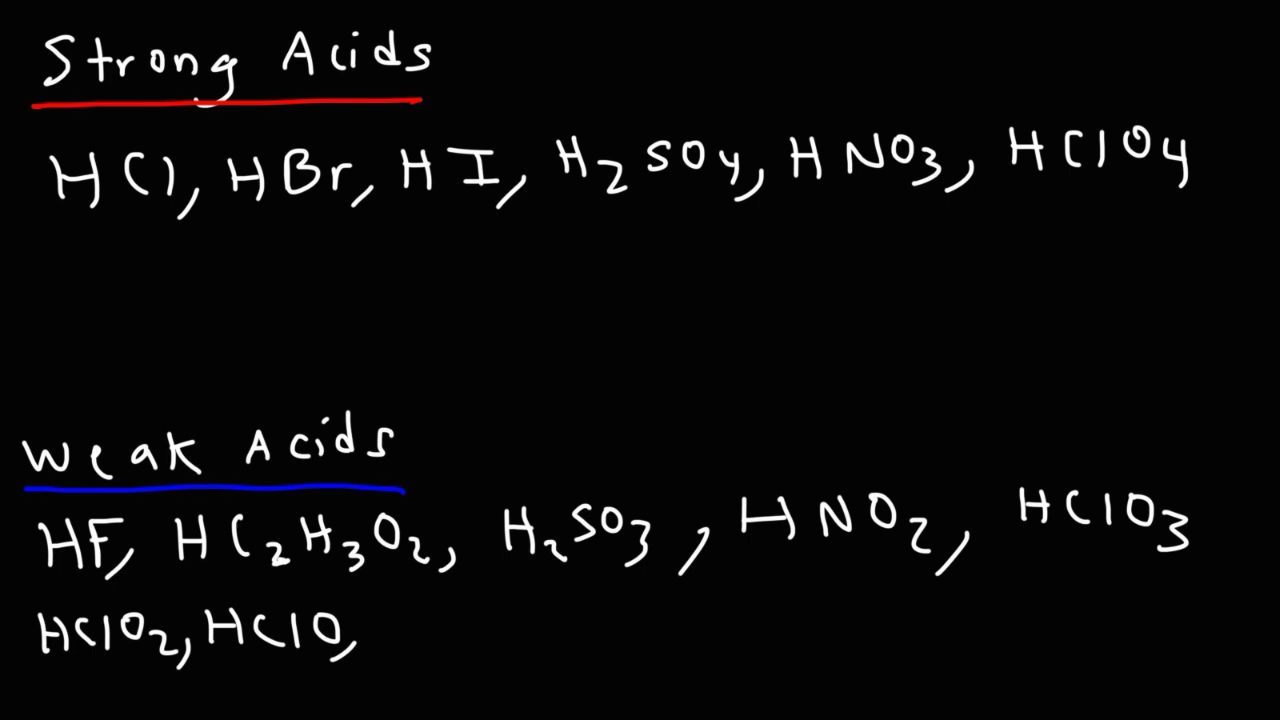 Strong Acids
HCl, HBr, HI, H2SO4, HNO3, HClO4
Weak Acids
HF, HC2H3O2, H2SO3, HNO2, HClO3
HClO2, HClO,